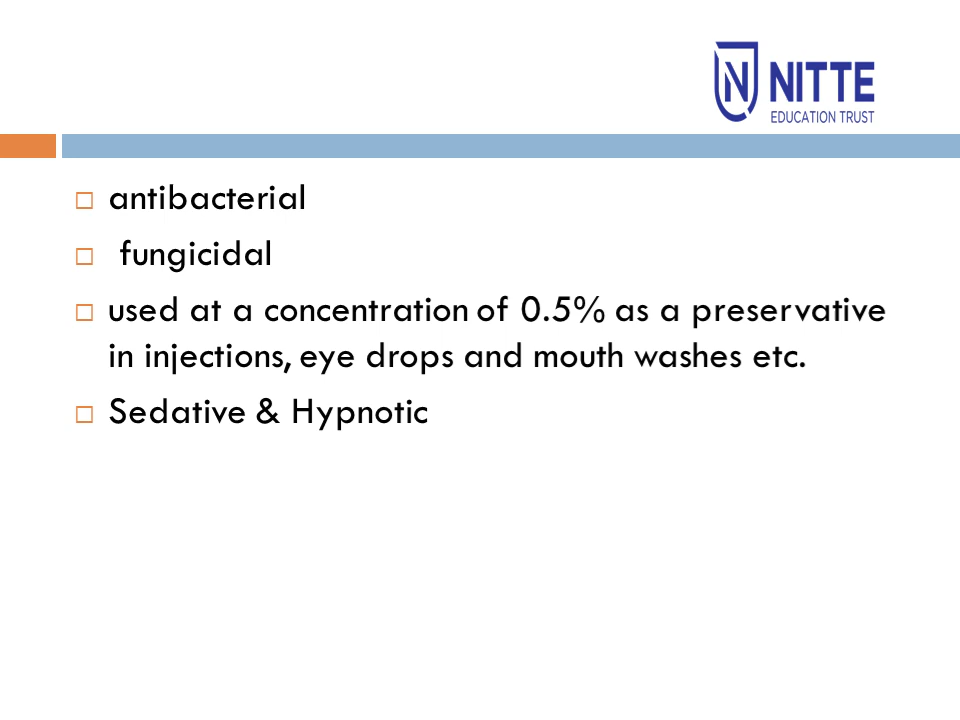 N NITTE
EDUCATION TRUST
antibacterial
fungicidal
used at a concentration of 0.5% as a preservative
in injections, eye drops and mouth washes etc.
Sedative & Hypnotic